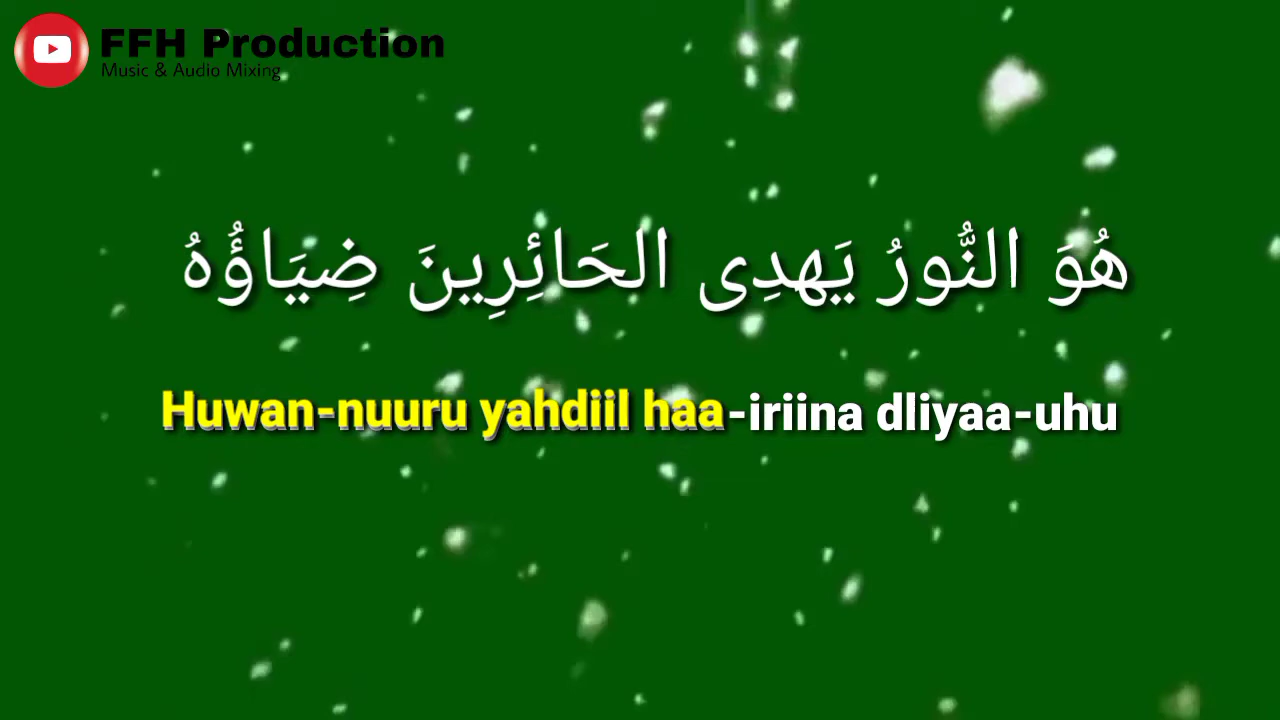 FFH Production
Music & Audio Mixing
هُوَ النُّورُ يَهدِى الحَائِرِينَ ضِيَاؤُهُ
Huwan-nuuru yahdiil haa-iriina dliyaa-uhu